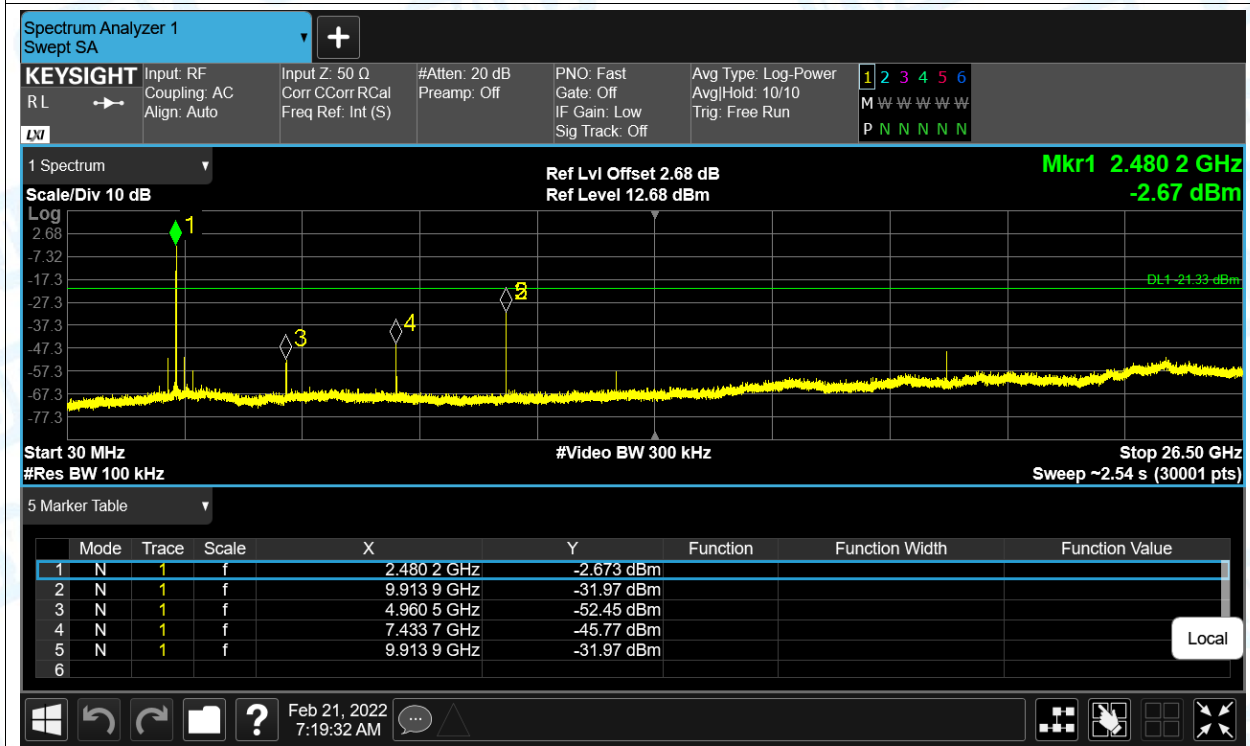 Spectrum Analyzer 1
Swept SA
KEYSIGHT
RL
LXI
Input: RF
Coupling: AC
Align: Auto
Input Z: 50 Ω
Corr CCorr RCal
Freq Ref: Int (S)
#Atten: 20 dB
Preamp: Off
PNO: Fast
Gate: Off
IF Gain: Low
Sig Track: Off
Avg Type: Log-Power
Avg|Hold: 10/10
Trig: Free Run
1 2 3 4 5 6
M W W W W W
P N N N N N
1 Spectrum
Scale/Div 10 dB
Ref Lvl Offset 2.68 dB
Ref Level 12.68 dBm
Mkr1 2.480 2 GHz
-2.67 dBm
Log
2.68
-7.32
-17.3
-27.3
-37.3
-47.3
-57.3
-67.3
-77.3
1
3
4
DL1 -21.33 dBm
Start 30 MHz
#Video BW 300 kHz
Stop 26.50 GHz
#Res BW 100 kHz
Sweep ~2.54 s (30001 pts)
5 Marker Table
Mode Trace Scale X Y Function Function Width Function Value
1 N 1 f 2.480 2 GHz -2.673 dBm
2 N 1 f 9.913 9 GHz -31.97 dBm
3 N 1 f 4.960 5 GHz -52.45 dBm
4 N 1 f 7.433 7 GHz -45.77 dBm
5 N 1 f 9.913 9 GHz -31.97 dBm
6
Local
?
Feb 21, 2022
7:19:32 AM